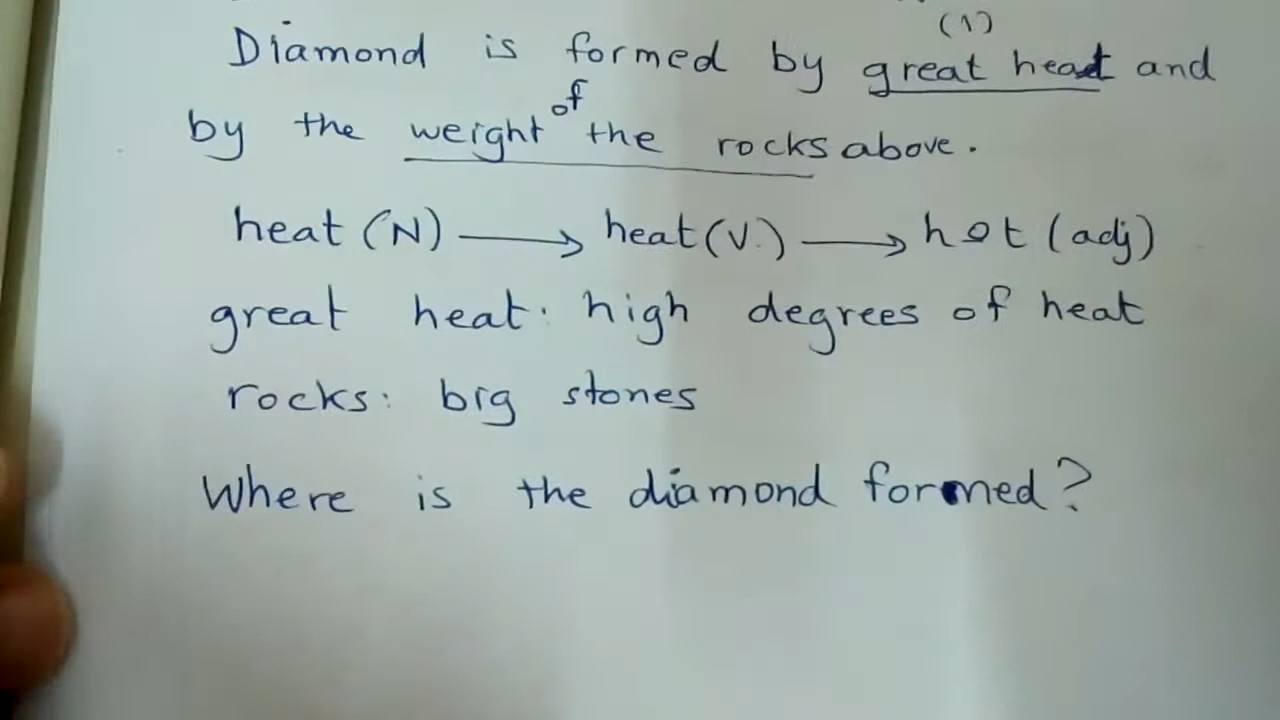 (1)
Diamond is formed by great heat and
by the weight of the rocks above.
heat (N) → heat (V.) → hot (adj)
great heat: high degrees of heat
rocks: big stones
Where is the diamond formed?